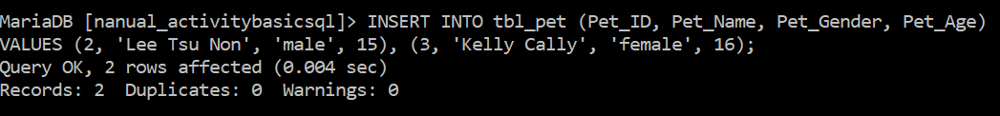 MariaDB [nanual_activitybasicsql]> INSERT INTO tbl_pet (Pet_ID, Pet_Name, Pet_Gender, Pet_Age)
VALUES (2, 'Lee Tsu Non', 'male', 15), (3, 'Kelly Cally', 'female', 16);
Query OK, 2 rows affected (0.004 sec)
Records: 2  Duplicates: 0  Warnings: 0